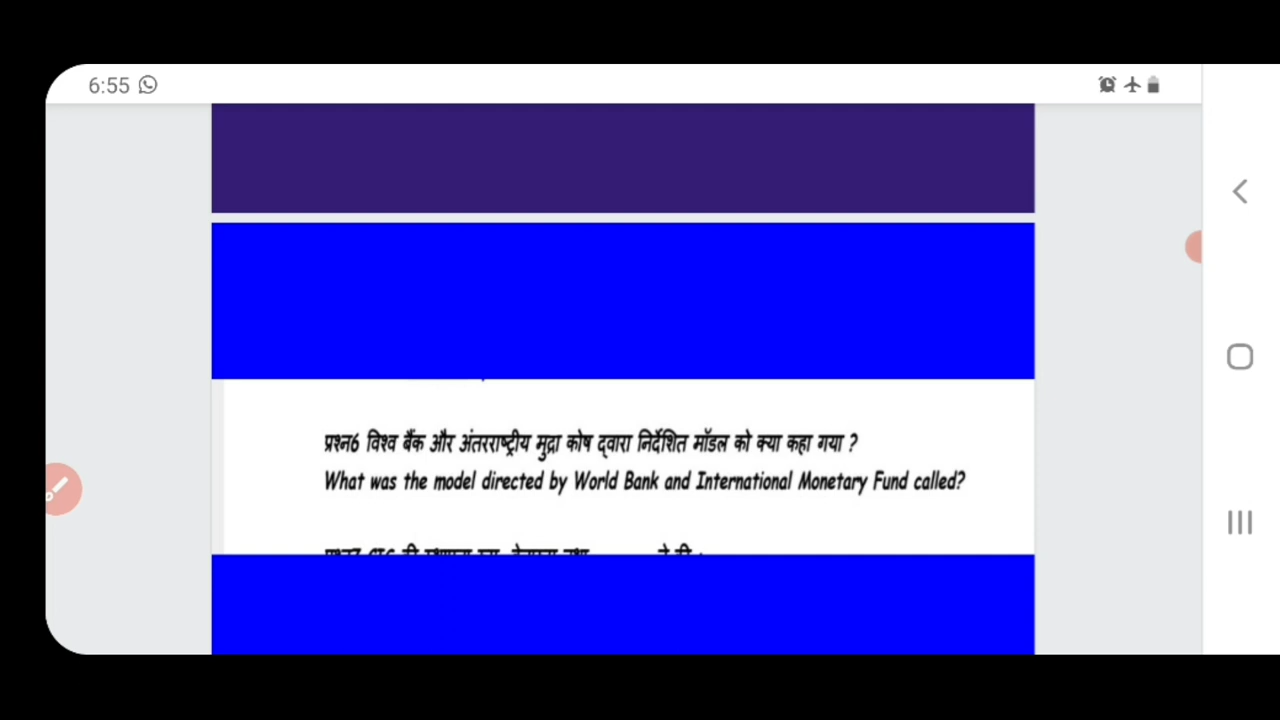 6:55
प्रश्न6 विश्व बैंक और अंतरराष्ट्रीय मुद्रा कोष द्वारा निर्देशित मॉडल को क्या कहा गया ?
What was the model directed by World Bank and International Monetary Fund called?